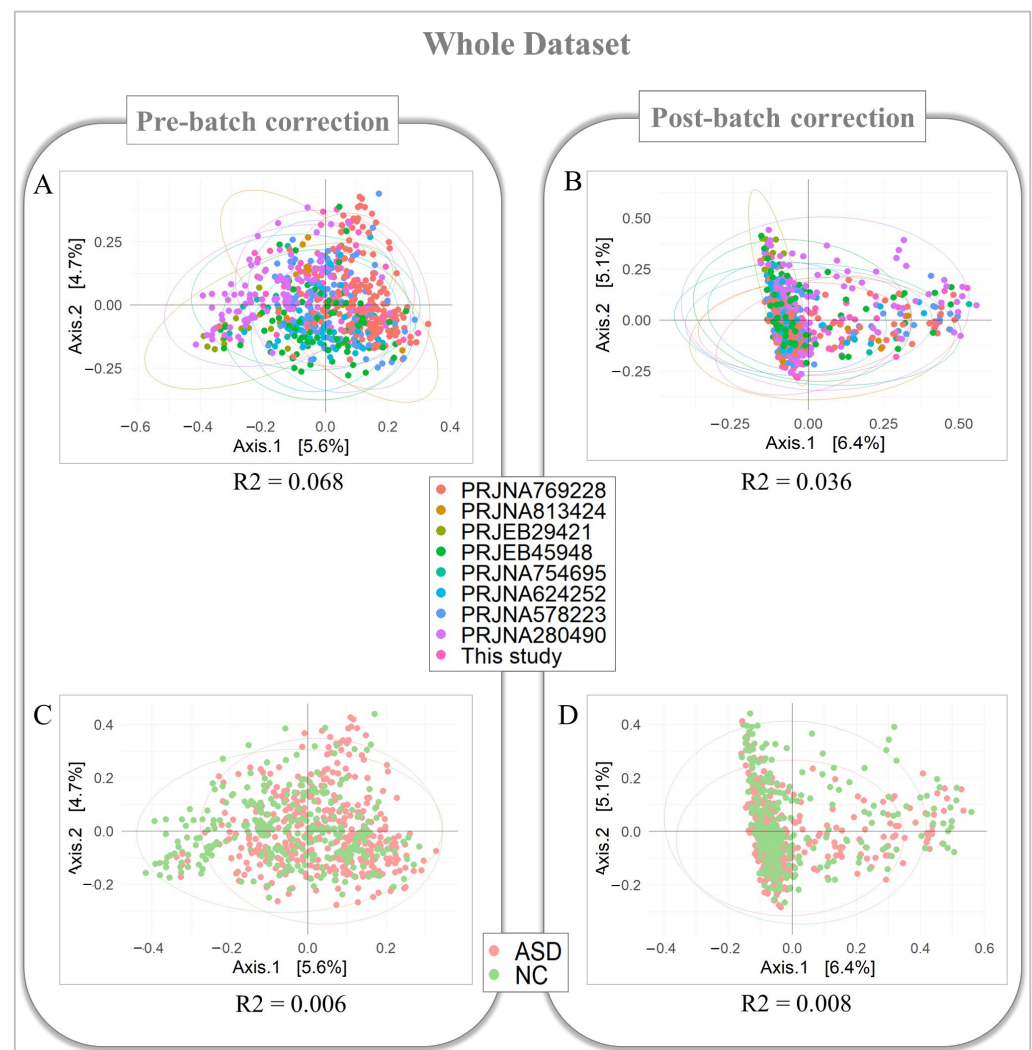 Whole Dataset
Pre-batch correction
Post-batch correction
A
B
Axis.2 [4.7%]
0.25
0.00
−0.25
−0.6 −0.4 −0.2 0.0 0.2 0.4
Axis.1 [5.6%]
R2 = 0.068
Axis.2 [5.1%]
0.50
0.25
0.00
−0.25
−0.25 0.00 0.25 0.50
Axis.1 [6.4%]
R2 = 0.036
PRJNA769228
PRJNA813424
PRJEB29421
PRJEB45948
PRJNA754695
PRJNA624252
PRJNA578223
PRJNA280490
This study
C
D
Axis.2 [4.7%]
0.4
0.2
0.0
−0.2
−0.4 −0.2 0.0 0.2
Axis.1 [5.6%]
R2 = 0.006
Axis.2 [5.1%]
0.4
0.2
0.0
−0.2
−0.4 −0.2 0.0 0.2 0.4 0.6
Axis.1 [6.4%]
R2 = 0.008
ASD
NC